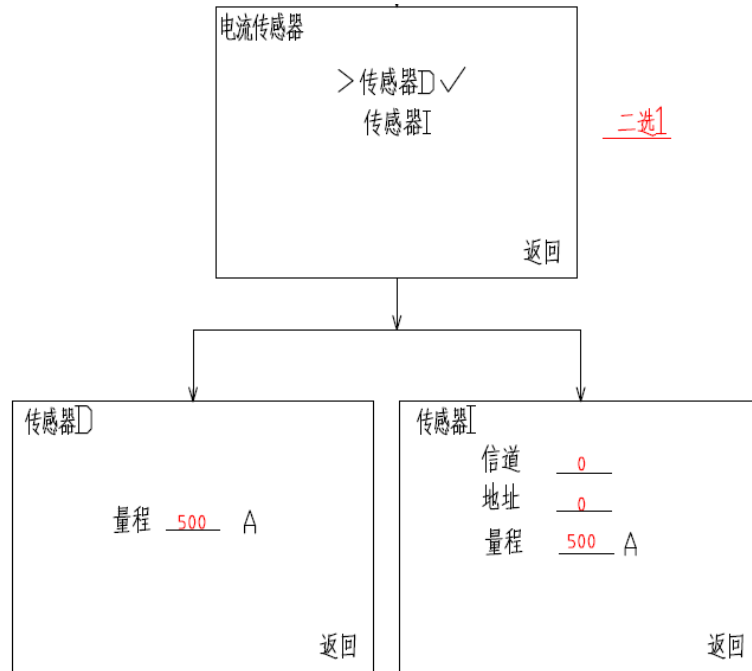 电流传感器
>传感器D✓
传感器I
二选1
返回
传感器D
量程 500 A
返回
传感器I
信道 0
地址 0
量程 500 A
返回